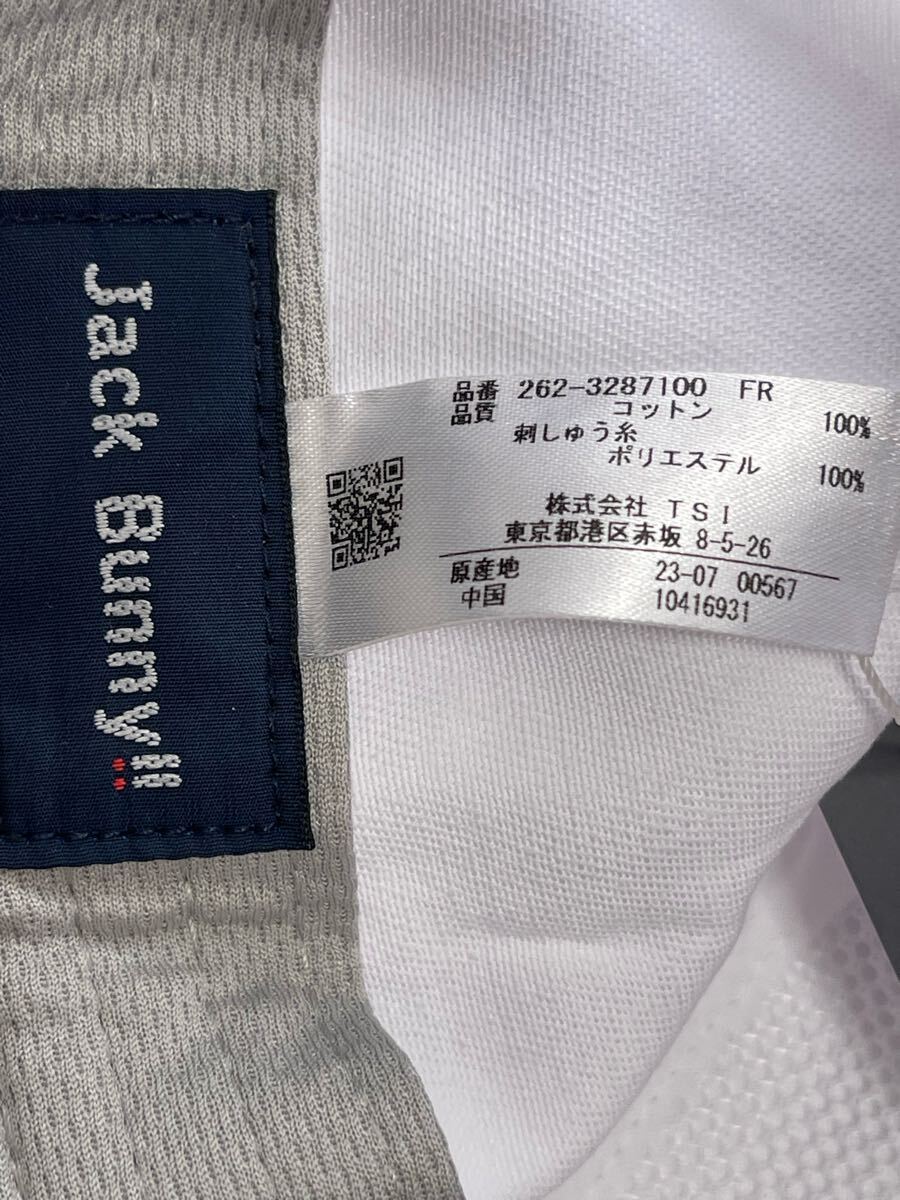 Jack Bunny!!
品番 262-3287100 FR
品質 コットン 100%
刺しゅう糸
ポリエステル 100%
株式会社 TSI
東京都港区赤坂 8-5-26
原産地 23-07 00567
中国 10416931